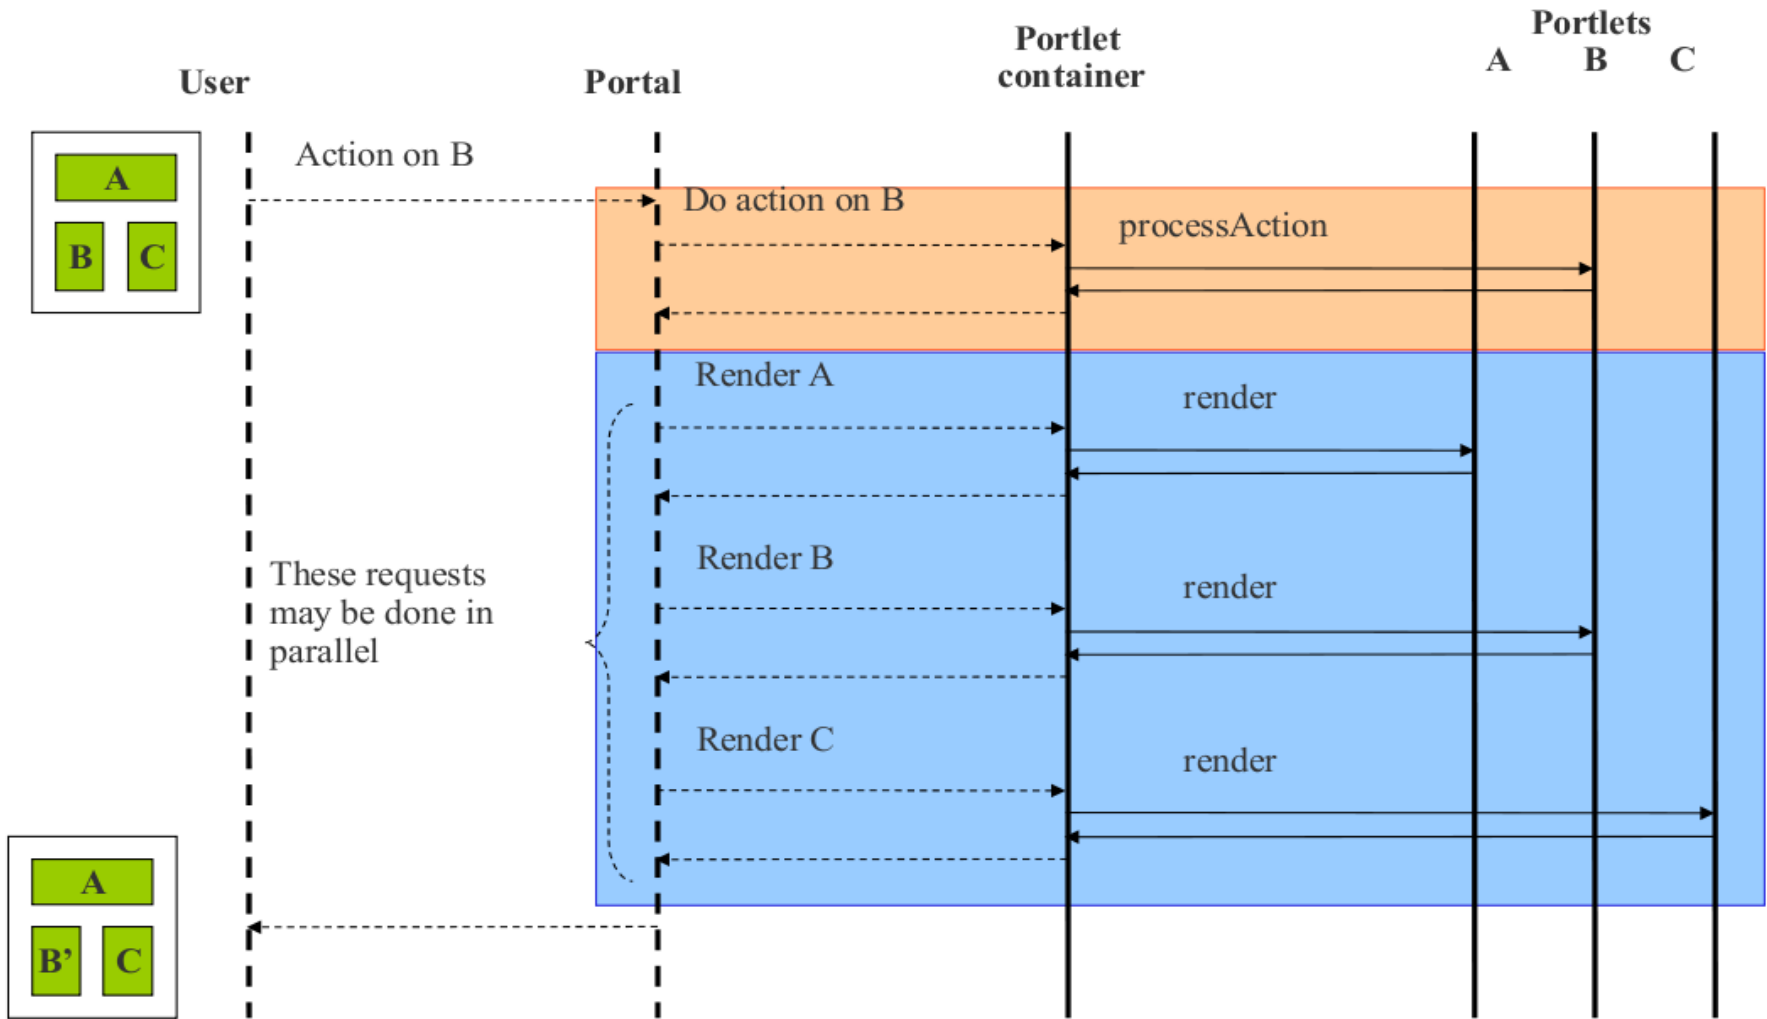 Portlets
Portlet
container
A B C
User
Portal
A
B C
Action on B
Do action on B
processAction
Render A
render
Render B
render
These requests
may be done in
parallel
Render C
render
A
B’ C